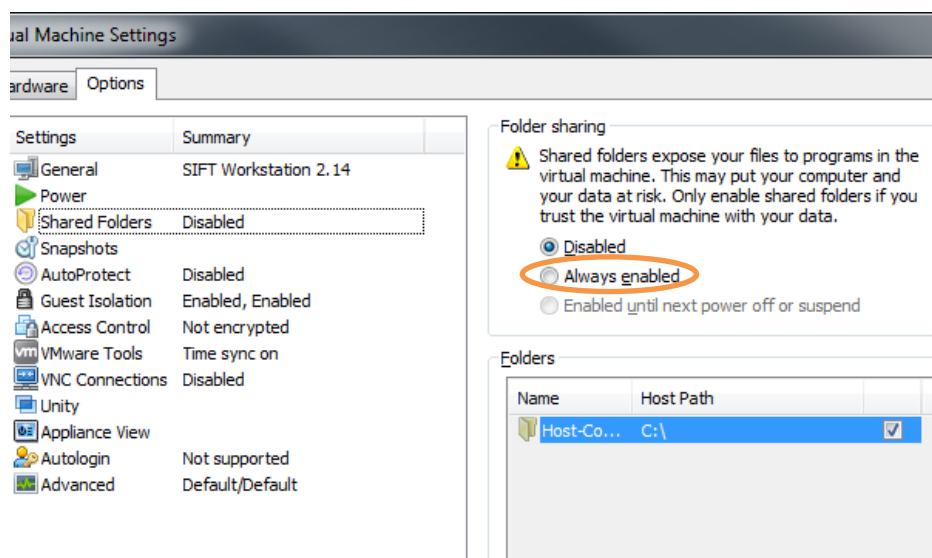 ual Machine Settings
ardware Options
Settings Summary
General SIFT Workstation 2.14
Power
Shared Folders Disabled
Snapshots
AutoProtect Disabled
Guest Isolation Enabled, Enabled
Access Control Not encrypted
VMware Tools Time sync on
VNC Connections Disabled
Unity
Appliance View
Autologin Not supported
Advanced Default/Default
Folder sharing
Shared folders expose your files to programs in the
virtual machine. This may put your computer and
your data at risk. Only enable shared folders if you
trust the virtual machine with your data.
Disabled
Always enabled
Enabled until next power off or suspend
Folders
Name Host Path
Host-Co... C:\